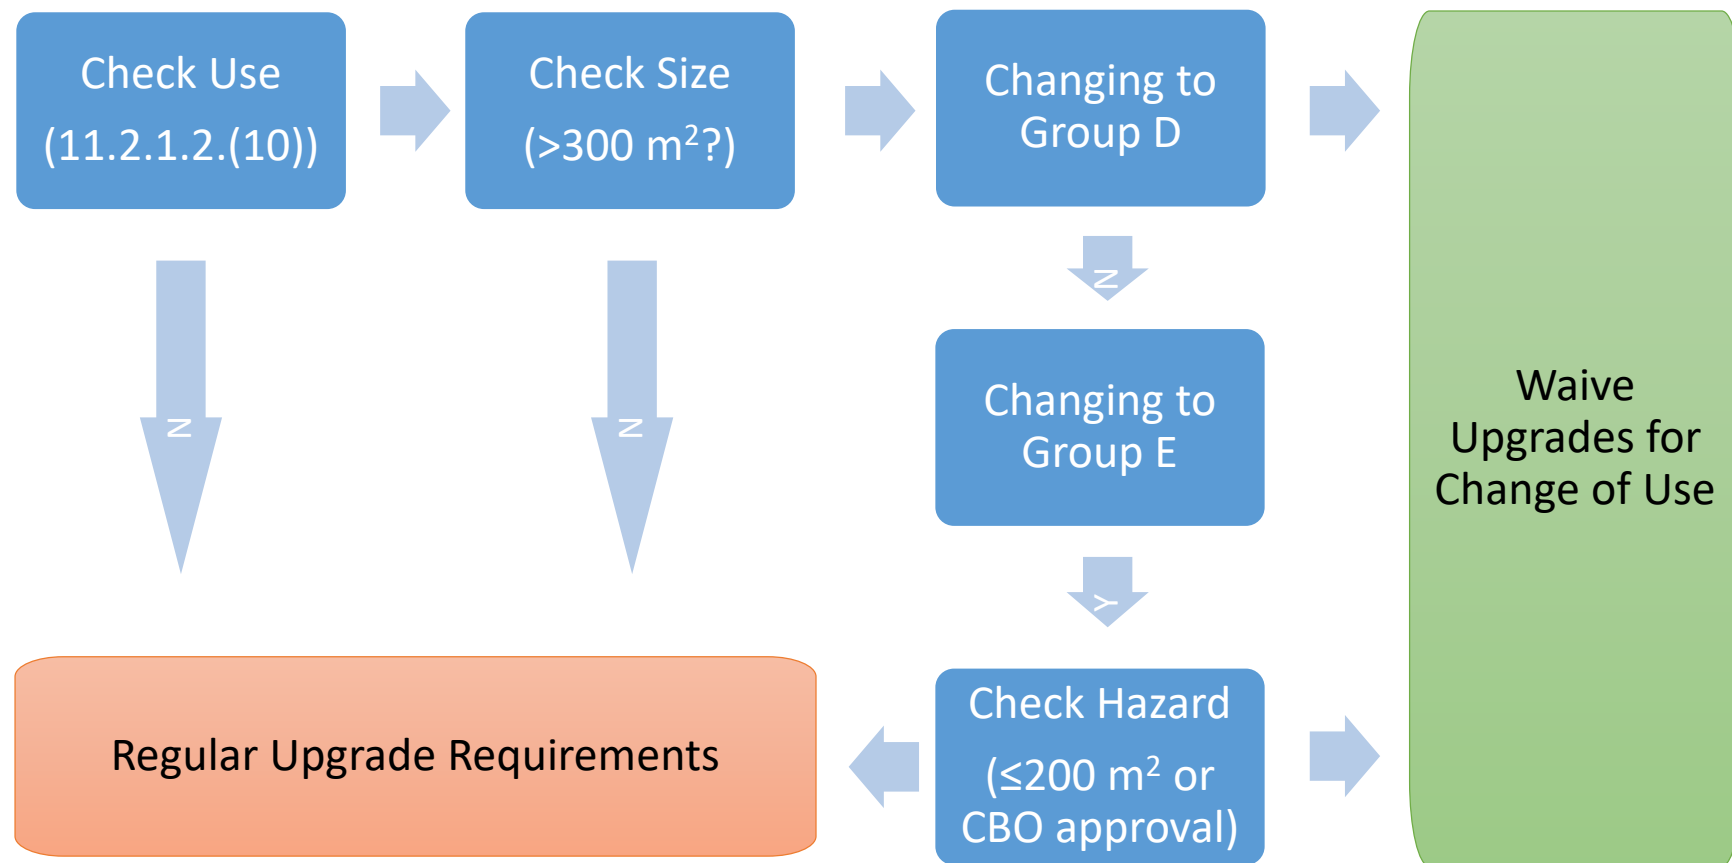 Check Use
(11.2.1.2.(10))
Check Size
(>300 m²?)
Changing to
Group D
N
N
N
Changing to
Group E
Waive
Upgrades for
Change of Use
Y
Regular Upgrade Requirements
Check Hazard
(≤200 m² or
CBO approval)